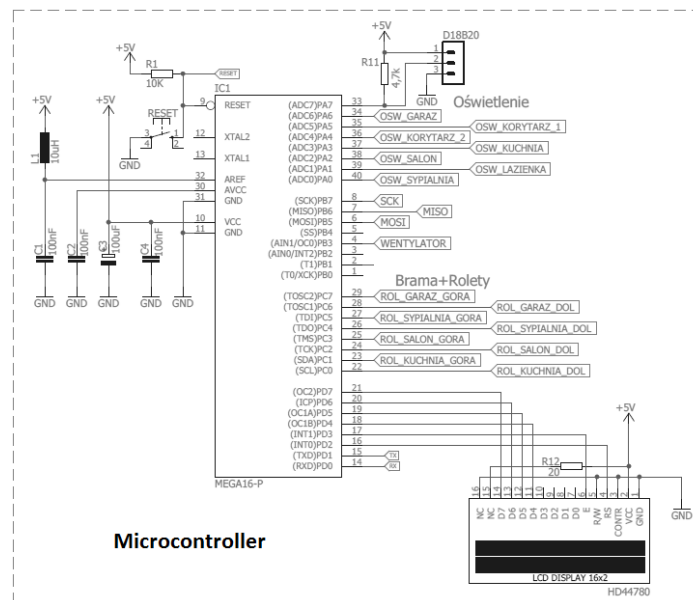 +5V
R1
10K
RESET
IC1
+5V
+5V
L1
10uH
RESET
3 1
4 2
GND
C1
100nF
C2
100nF
C3
100uF
C4
100nF
GND
GND
GND
GND
GND
9 RESET
12 XTAL2
13 XTAL1
32 AREF
30 AVCC
31 GND
10 VCC
11 GND
+5V
D18B20
1
2
3
R11
4,7k
GND
Oświetlenie
(ADC7)PA7 33
(ADC6)PA6 34 OSW_GARAZ
(ADC5)PA5 35 OSW_KORYTARZ_1
(ADC4)PA4 36 OSW_KORYTARZ_2
(ADC3)PA3 37 OSW_KUCHNIA
(ADC2)PA2 38 OSW_SALON
(ADC1)PA1 39 OSW_LAZIENKA
(ADC0)PA0 40 OSW_SYPIALNIA
(SCK)PB7 8 SCK
(MISO)PB6 7 MISO
(MOSI)PB5 6 MOSI
(SS)PB4 5
(AIN1/OC0)PB3 4 WENTYLATOR
(AIN0/INT2)PB2 3
(T1)PB1 2
(T0/XCK)PB0 1
Brama+Rolety
(TOSC2)PC7 29 ROL_GARAZ_GORA
(TOSC1)PC6 28 ROL_GARAZ_DOL
(TDI)PC5 27 ROL_SYPIALNIA_GORA
(TDO)PC4 26 ROL_SYPIALNIA_DOL
(TMS)PC3 25 ROL_SALON_GORA
(TCK)PC2 24 ROL_SALON_DOL
(SDA)PC1 23 ROL_KUCHNIA_GORA
(SCL)PC0 22 ROL_KUCHNIA_DOL
(OC2)PD7 21
(ICP)PD6 20
(OC1A)PD5 19
(OC1B)PD4 18
(INT1)PD3 17
(INT0)PD2 16
(TXD)PD1 15 TX
(RXD)PD0 14 RX
MEGA16-P
+5V
R12
20
16 15 14 13 12 11 10 9 8 7 6 5 4 3 2 1
NC NC D7 D6 D5 D4 D3 D2 D1 D0 E R/W RS CONTR VCC GND
GND
LCD DISPLAY 16x2
HD44780
Microcontroller